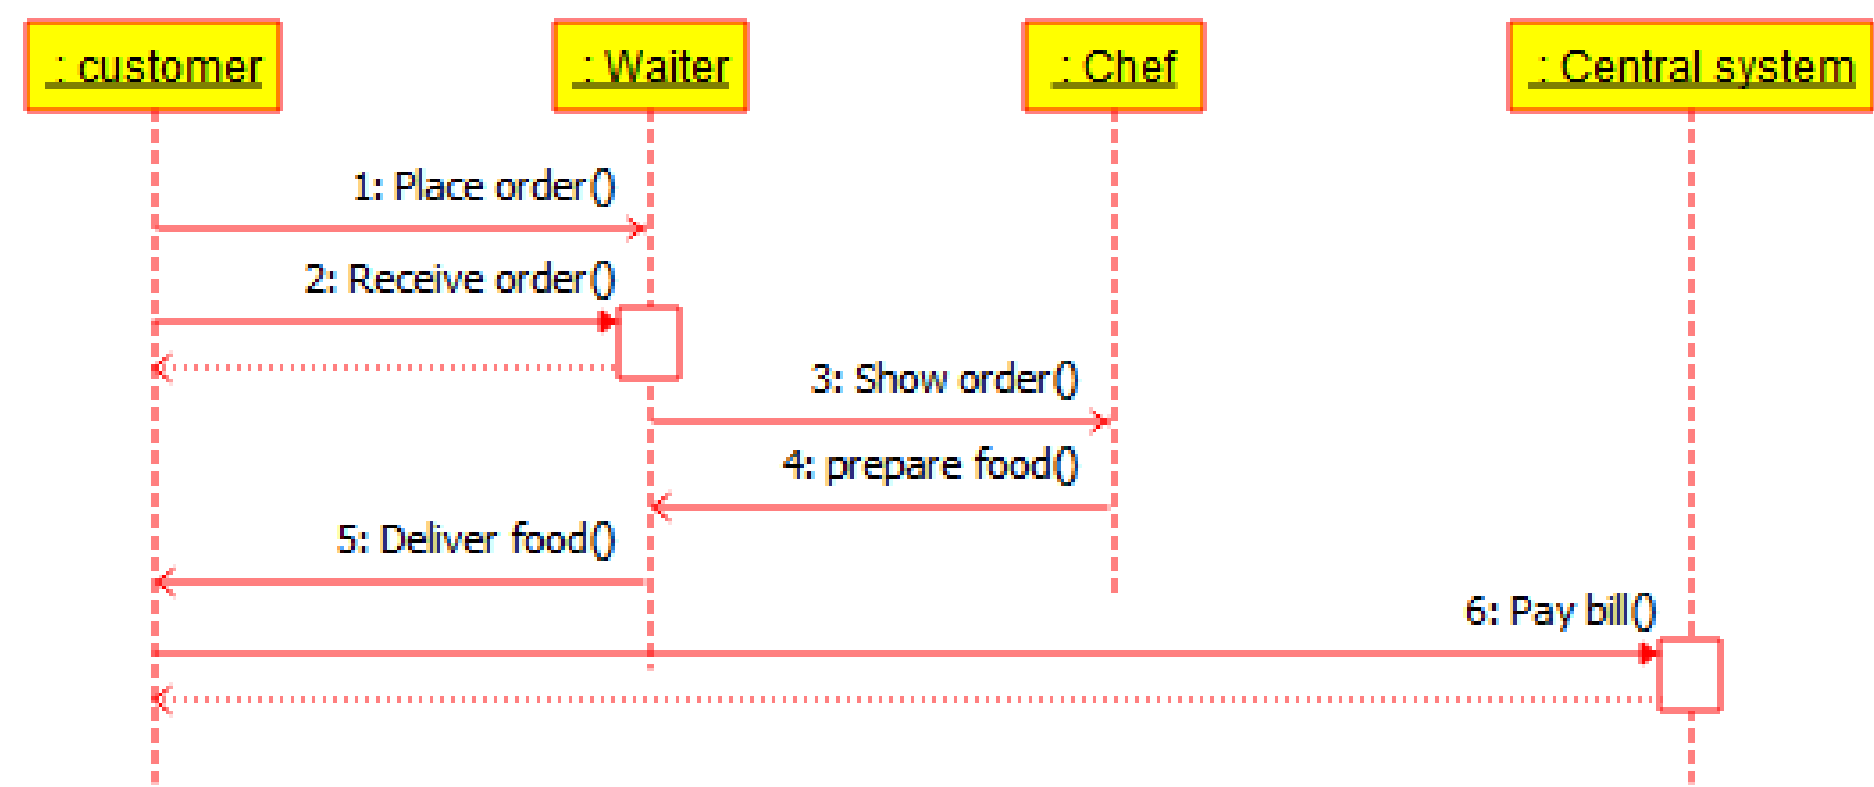 : customer
: Waiter
: Chef
: Central system
1: Place order()
2: Receive order()
3: Show order()
4: prepare food()
5: Deliver food()
6: Pay bill()